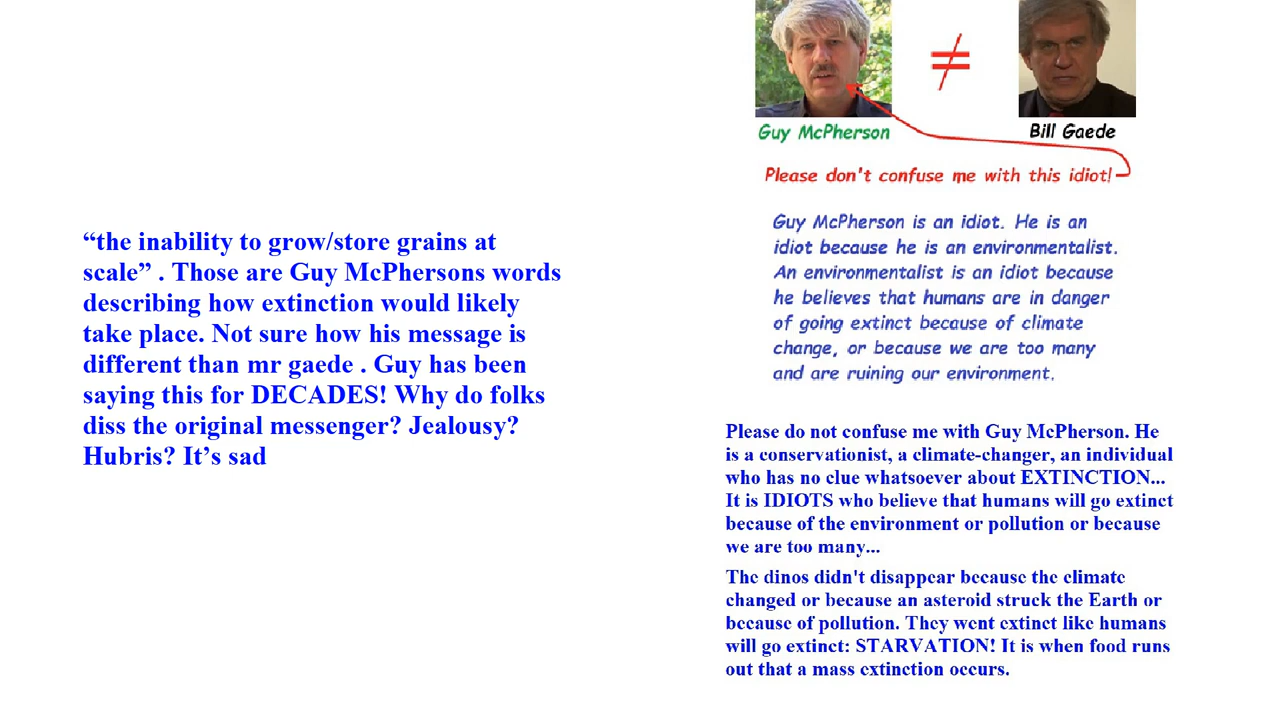 “the inability to grow/store grains at
scale” . Those are Guy McPhersons words
describing how extinction would likely
take place. Not sure how his message is
different than mr gaede . Guy has been
saying this for DECADES! Why do folks
diss the original messenger? Jealousy?
Hubris? It’s sad
≠
Guy McPherson
Bill Gaede
Please don't confuse me with this idiot!
Guy McPherson is an idiot. He is an
idiot because he is an environmentalist.
An environmentalist is an idiot because
he believes that humans are in danger
of going extinct because of climate
change, or because we are too many
and are ruining our environment.
Please do not confuse me with Guy McPherson. He
is a conservationist, a climate-changer, an individual
who has no clue whatsoever about EXTINCTION...
It is IDIOTS who believe that humans will go extinct
because of the environment or pollution or because
we are too many...
The dinos didn't disappear because the climate
changed or because an asteroid struck the Earth or
because of pollution. They went extinct like humans
will go extinct: STARVATION! It is when food runs
out that a mass extinction occurs.